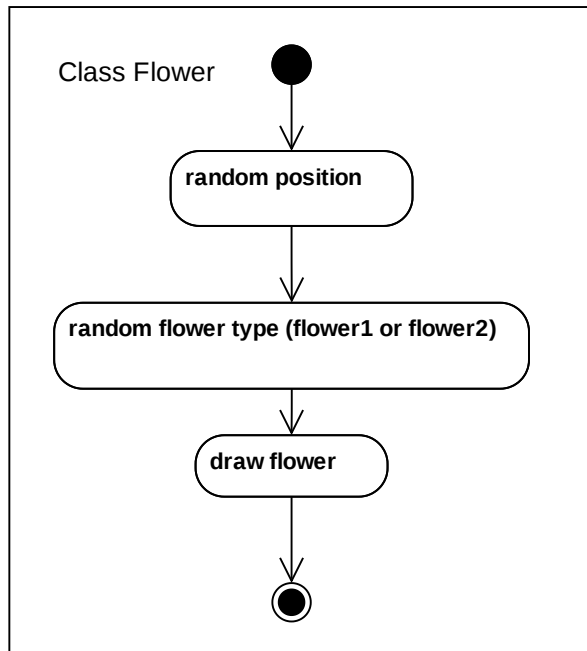 Class Flower
random position
random flower type (flower1 or flower2)
draw flower